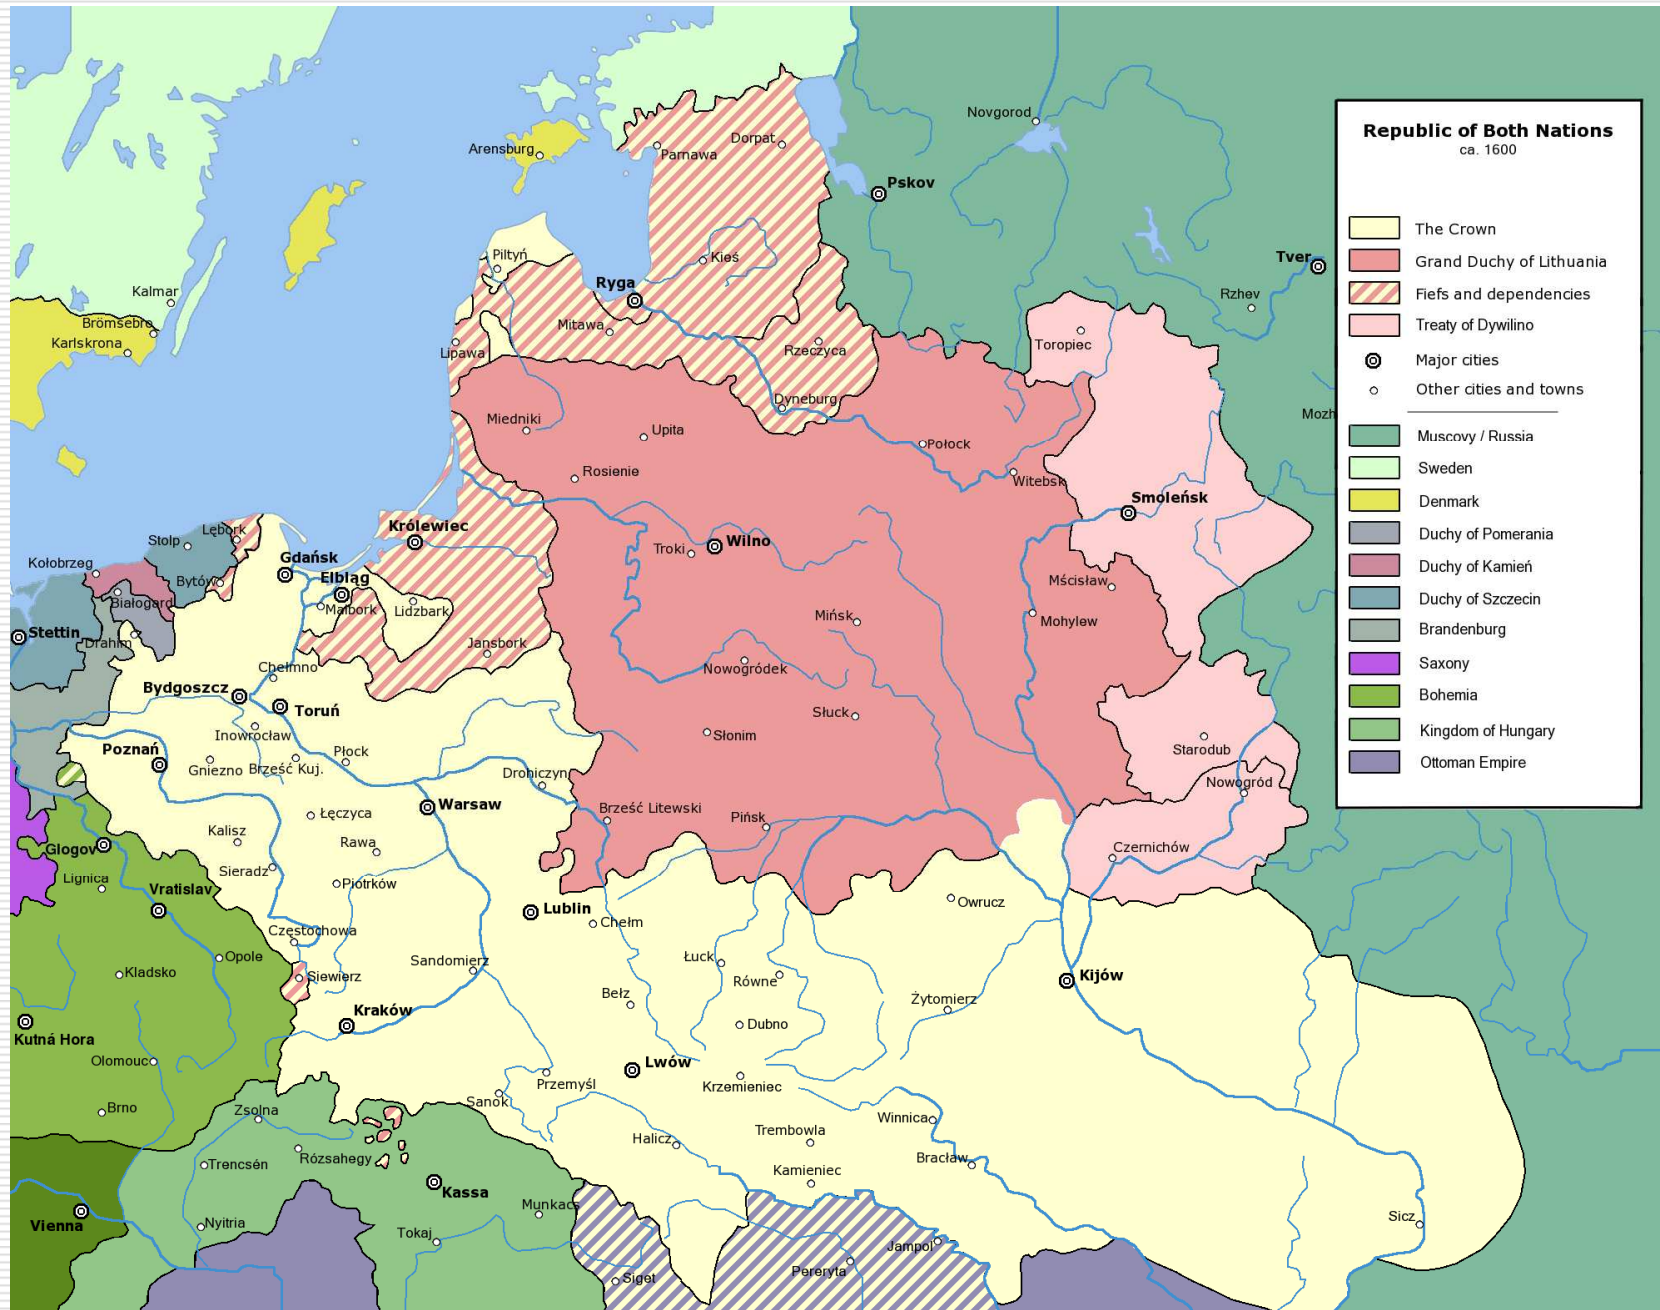 Republic of Both Nations
ca. 1600
The Crown
Grand Duchy of Lithuania
Fiefs and dependencies
Treaty of Dywilino
Major cities
Other cities and towns
Muscovy / Russia
Sweden
Denmark
Duchy of Pomerania
Duchy of Kamień
Duchy of Szczecin
Brandenburg
Saxony
Bohemia
Kingdom of Hungary
Ottoman Empire
Novgorod
Dorpat
Arensburg
Parnawa
Pskov
Piltyń
Kieś
Tver
Ryga
Kalmar
Rzhev
Brömsebro
Mitawa
Karlskrona
Toropiec
Lipawa
Rzeczyca
Dyneburg
Mozh
Miedniki
Upita
Połock
Rosienie
Witebsk
Smoleńsk
Lębork
Królewiec
Stolp
Wilno
Troki
Gdańsk
Kołobrzeg
Elbląg
Bytów
Mścisław
Białogard
Malbork
Lidzbark
Mińsk
Mohylew
Stettin
Drahim
Jansbork
Chełmno
Nowogródek
Bydgoszcz
Toruń
Słuck
Inowrocław
Słonim
Poznań
Płock
Starodub
Gniezno
Brześć Kuj.
Drohiczyn
Nowogród
Warsaw
Brześć Litewski
Łęczyca
Pińsk
Kalisz
Rawa
Glogov
Czernichów
Sieradz
Lignica
Piotrków
Vratislav
Lublin
Owrucz
Chełm
Częstochowa
Opole
Sandomierz
Łuck
Kladsko
Siewierz
Równe
Kijów
Bełz
Żytomierz
Kraków
Dubno
Kutná Hora
Olomouc
Lwów
Przemyśl
Krzemieniec
Sanok
Brno
Zsolna
Winnica
Halicz
Trembowla
Rózsahegy
Bracław
Trencsén
Kamieniec
Kassa
Munkacs
Vienna
Nyitria
Sicz
Tokaj
Jampol
Pereryta
Siget